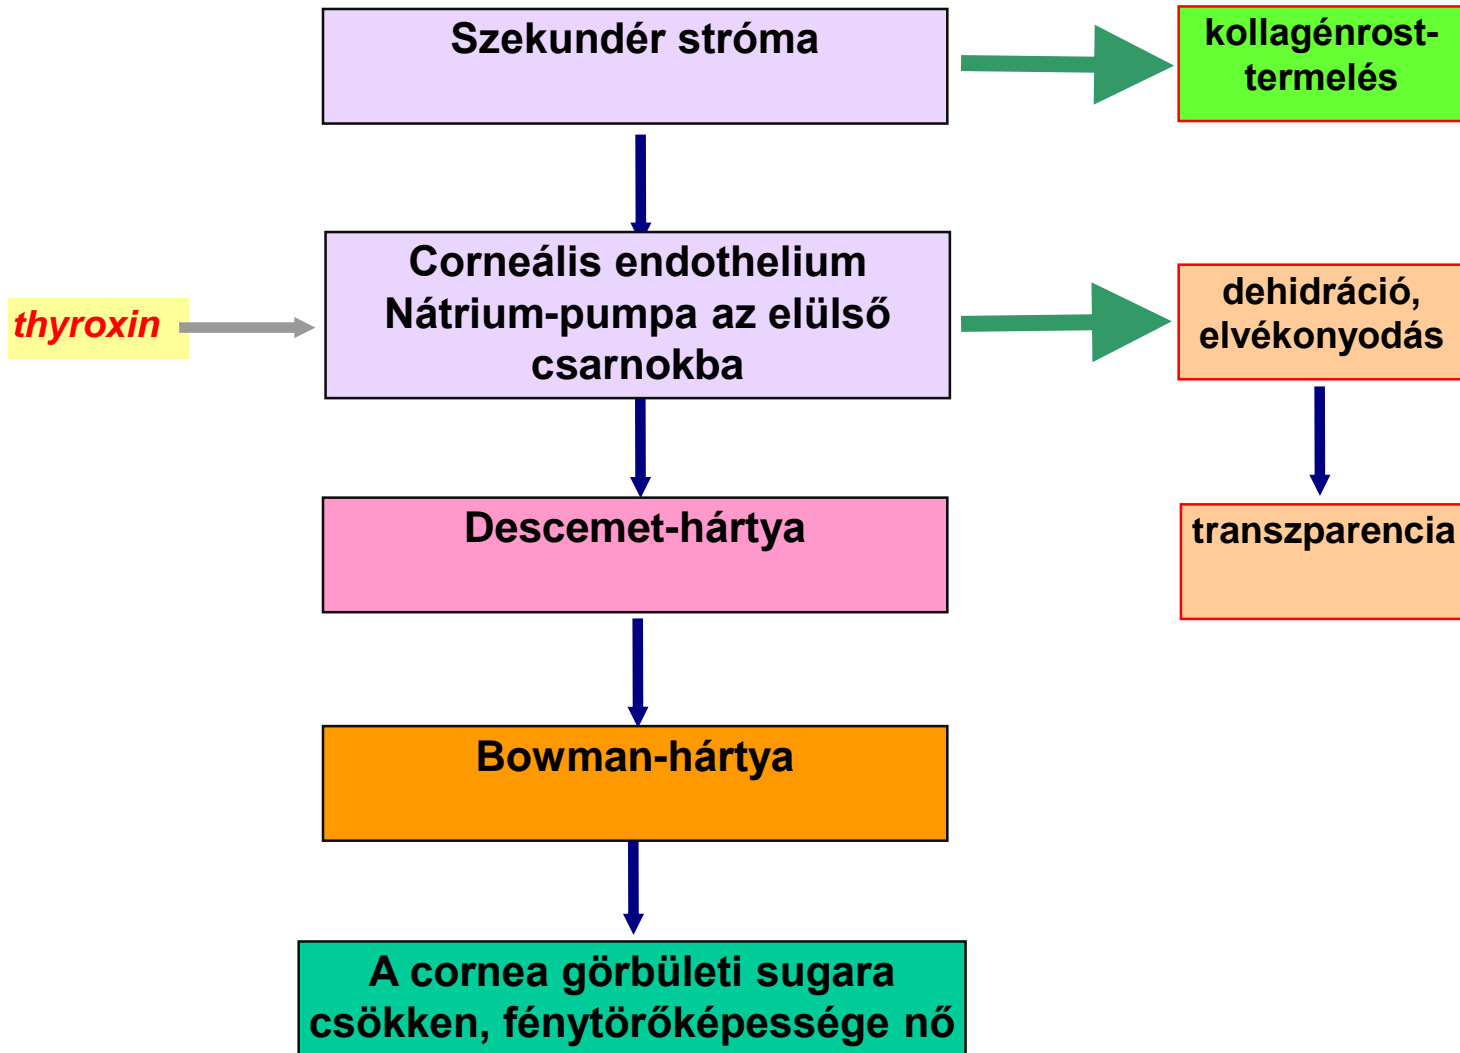 Szekundér stróma
kollagénrost-
termelés
Corneális endothelium
Nátrium-pumpa az elülső
csarnokba
thyroxin
dehidráció,
elvékonyodás
Descemet-hártya
transzparencia
Bowman-hártya
A cornea görbületi sugara
csökken, fénytörőképessége nő